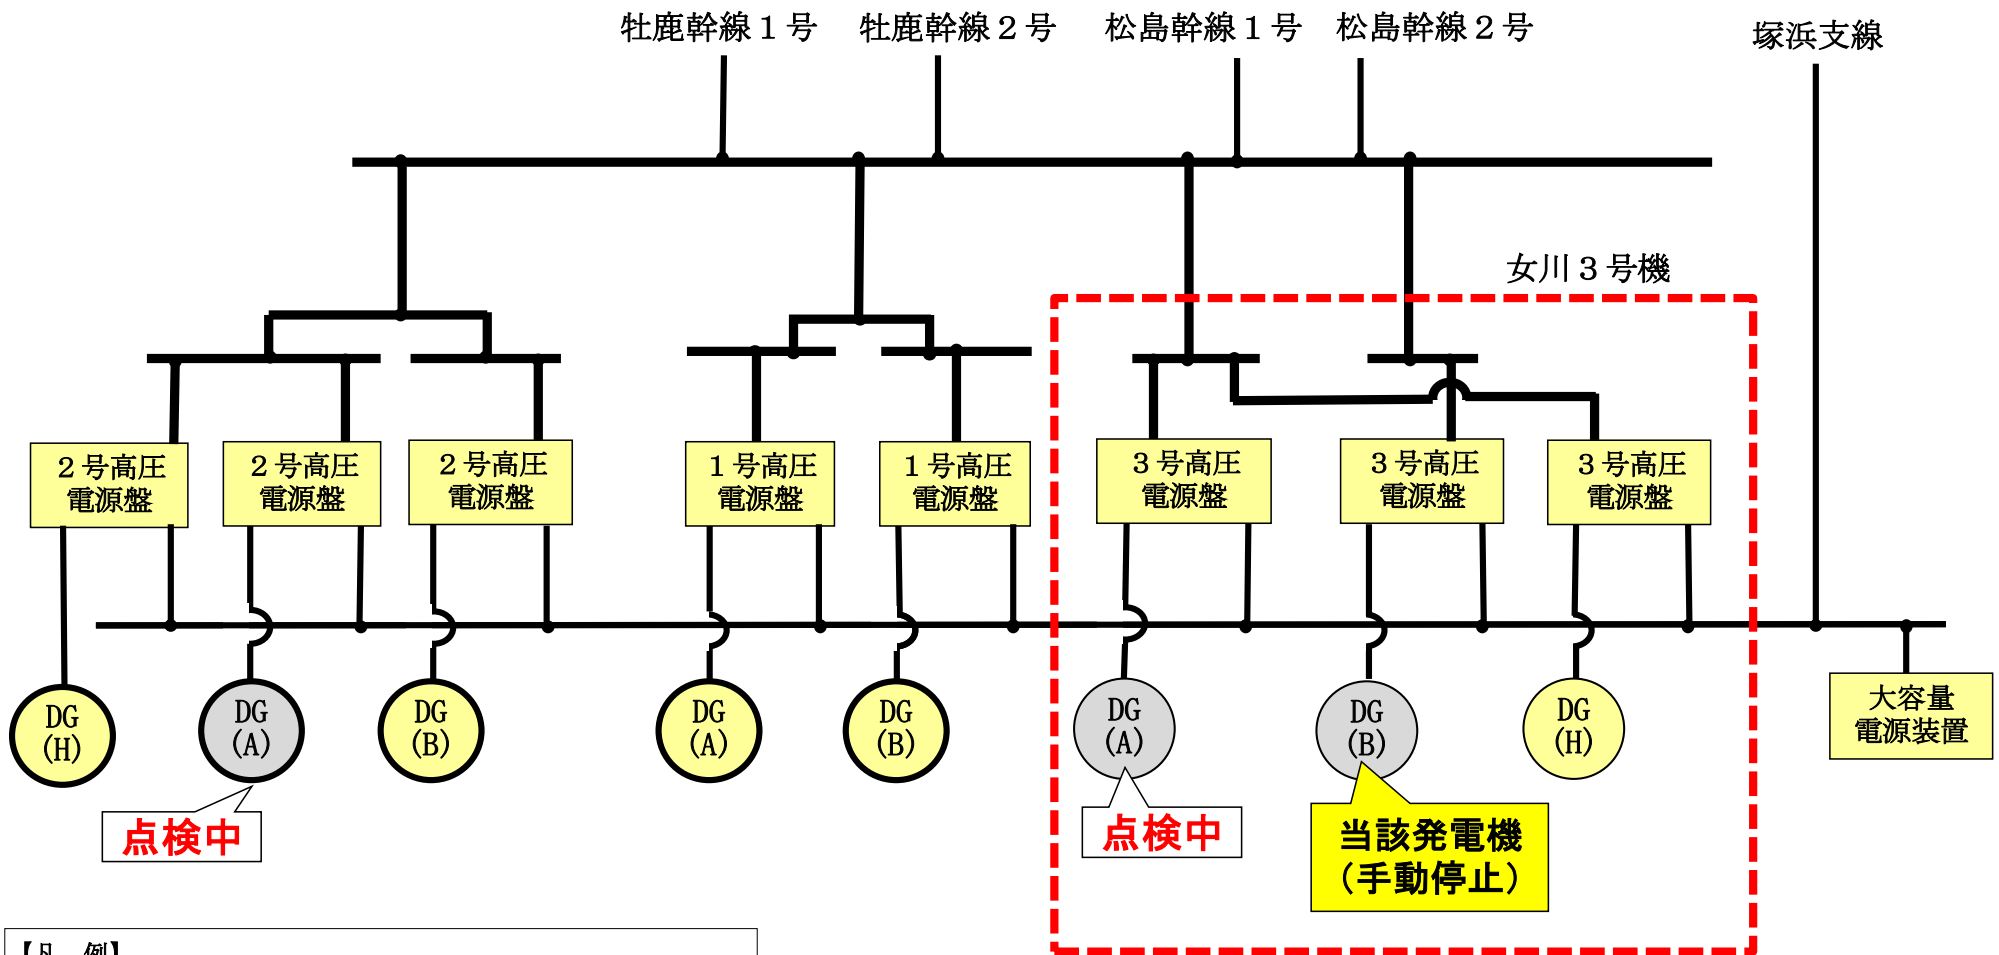 牡鹿幹線1号
牡鹿幹線2号
松島幹線1号
松島幹線2号
塚浜支線
女川3号機
2号高圧
電源盤
2号高圧
電源盤
2号高圧
電源盤
1号高圧
電源盤
1号高圧
電源盤
3号高圧
電源盤
3号高圧
電源盤
3号高圧
電源盤
DG
(H)
DG
(A)
DG
(B)
DG
(A)
DG
(B)
DG
(A)
DG
(B)
DG
(H)
大容量
電源装置
点検中
点検中
当該発電機
(手動停止)
【凡 例】